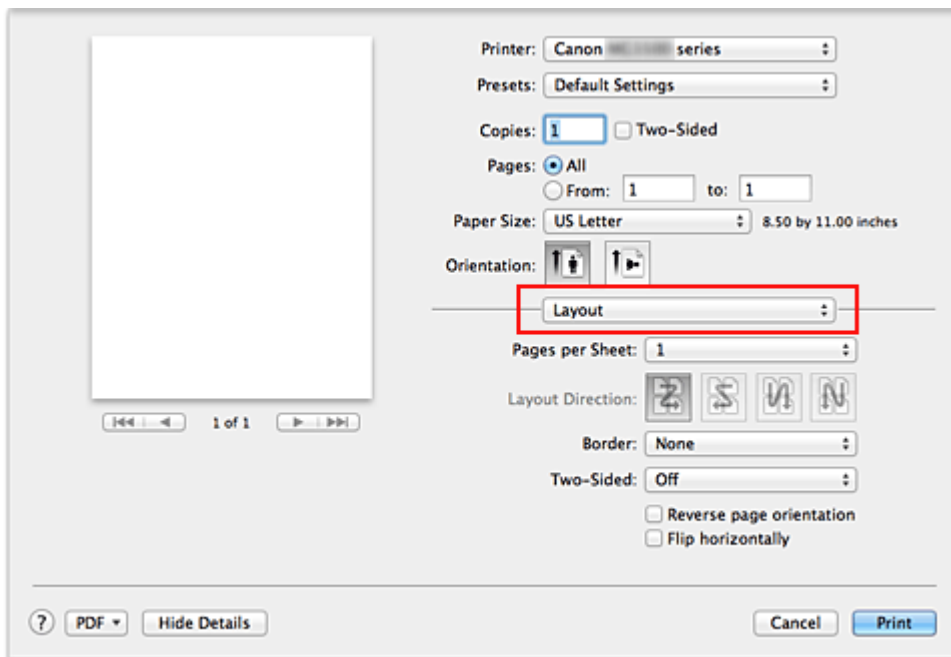 Printer: Canon series
Presets: Default Settings
Copies: 1 Two-Sided
Pages: All
From: 1 to: 1
Paper Size: US Letter 8.50 by 11.00 inches
Orientation:
Layout
Pages per Sheet: 1
Layout Direction:
Border: None
Two-Sided: Off
Reverse page orientation
Flip horizontally
1 of 1
? PDF Hide Details Cancel Print